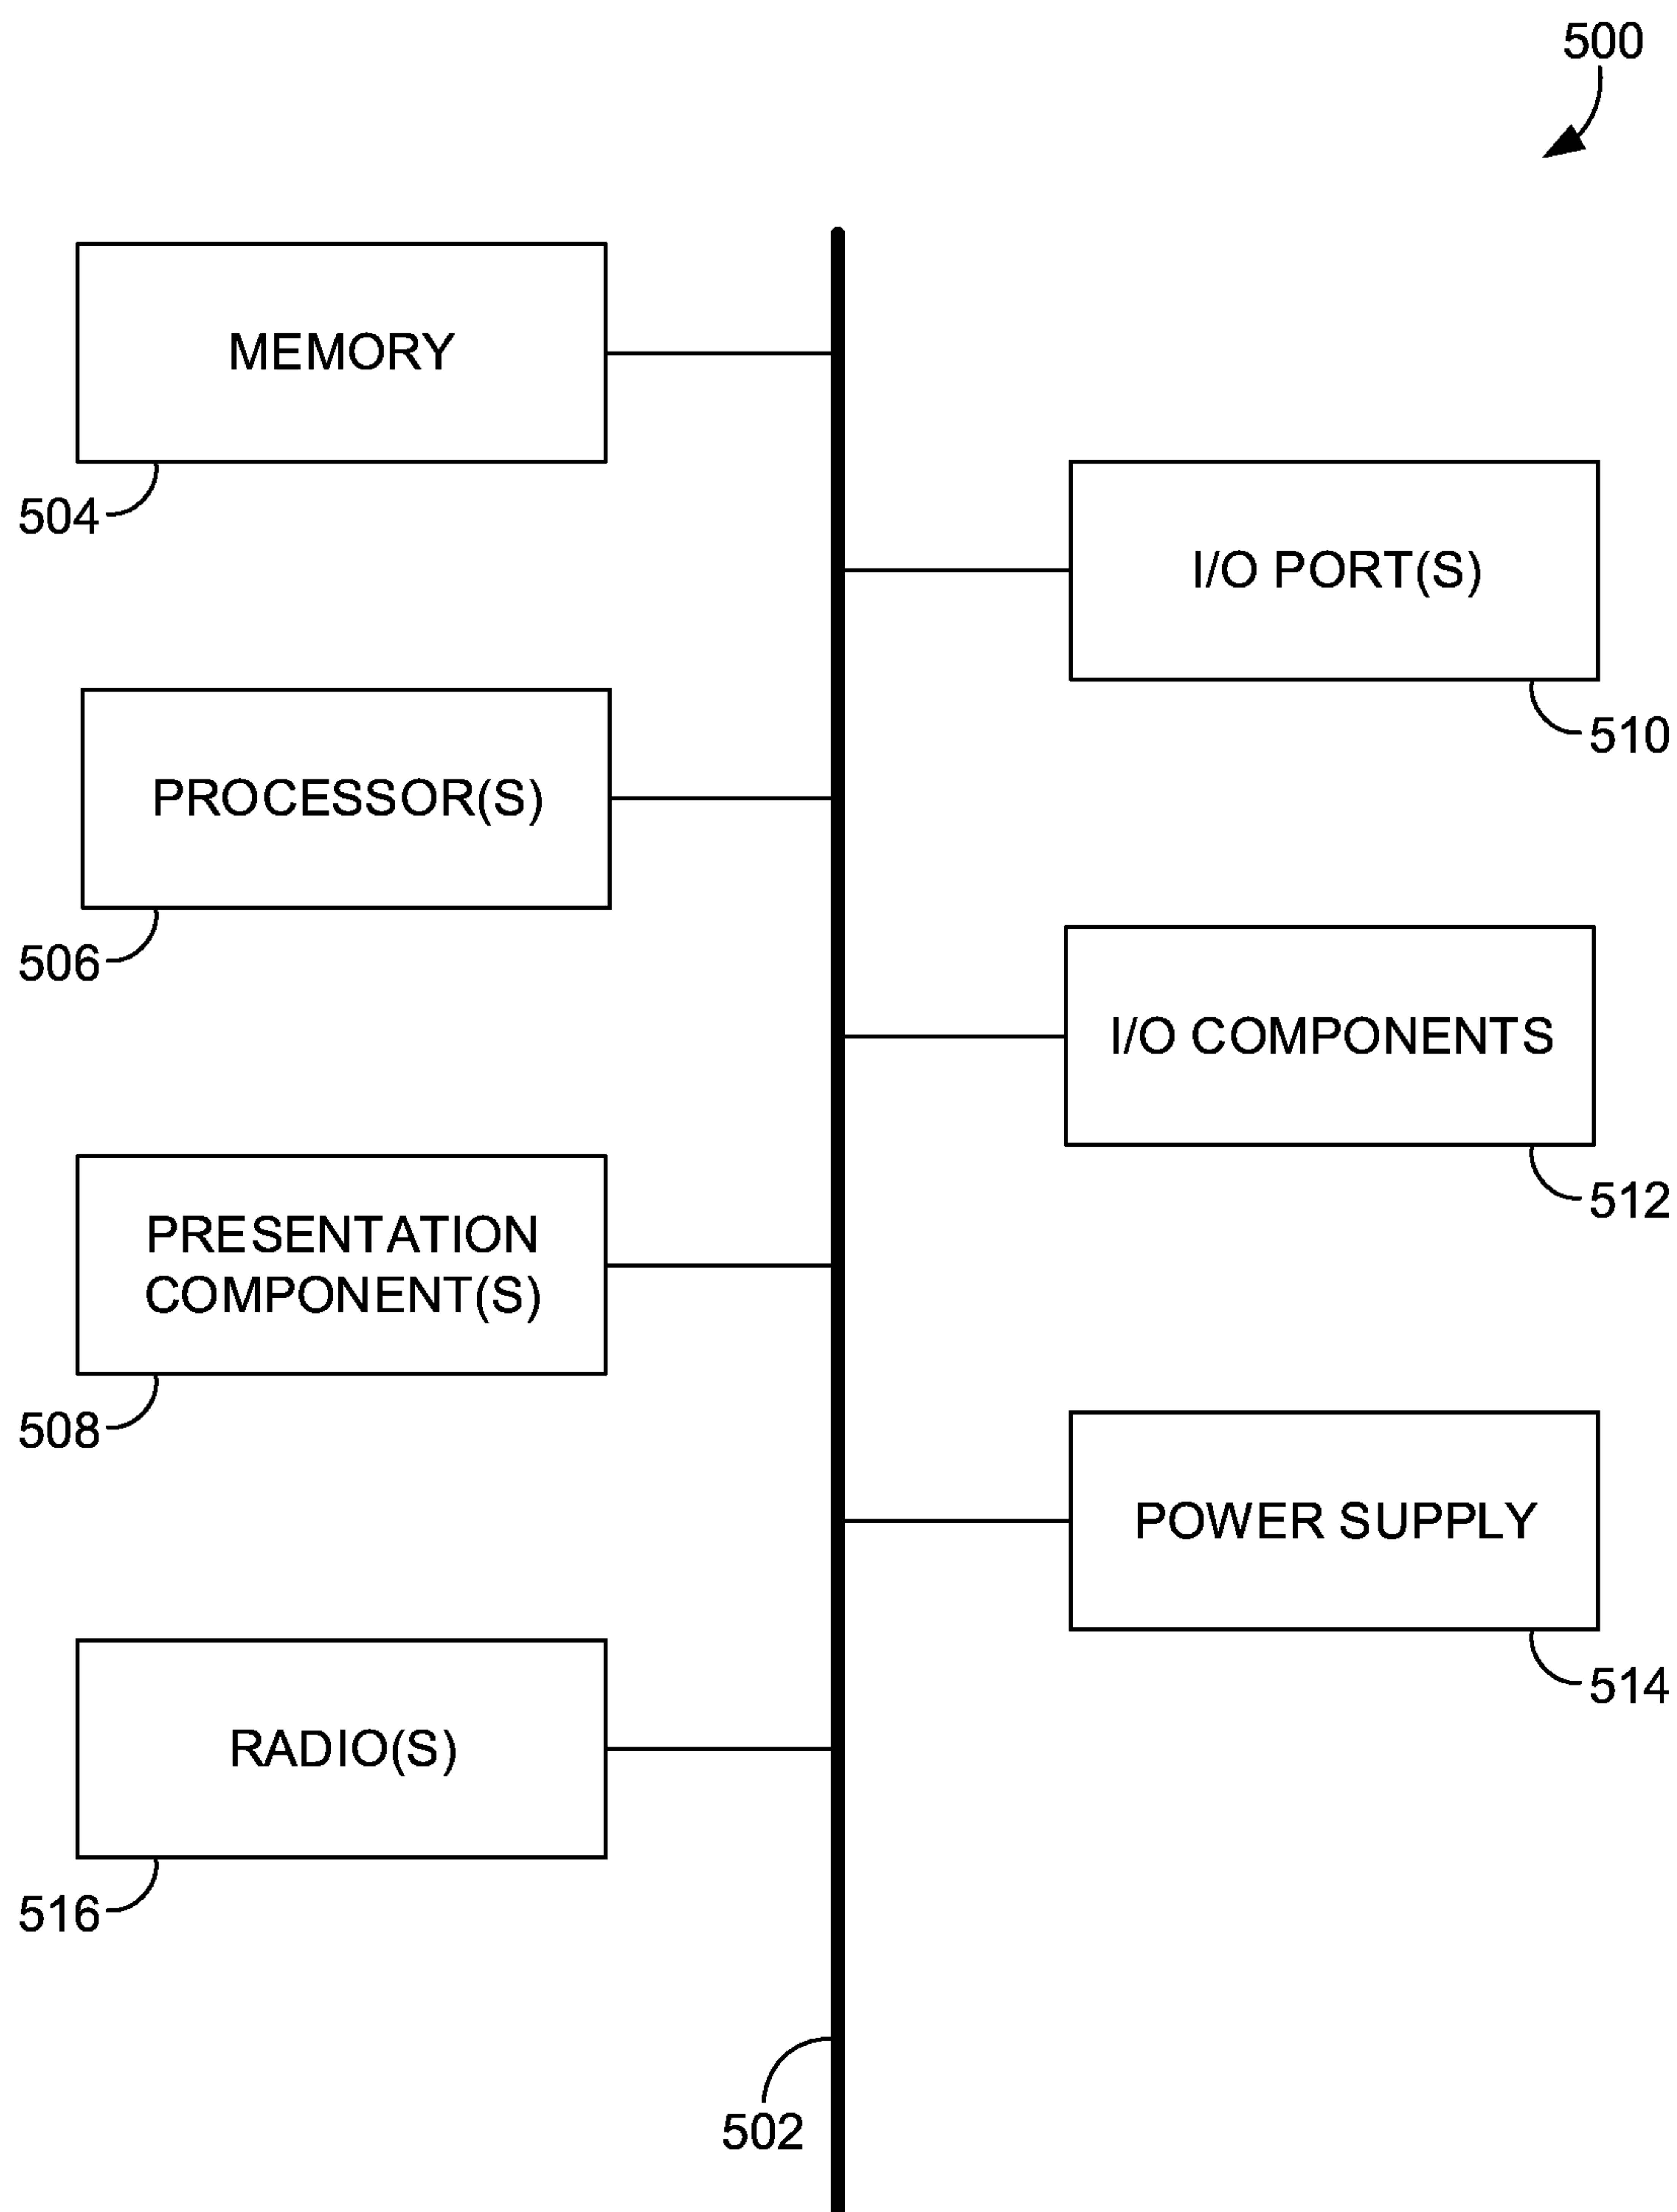 500
MEMORY
504
I/O PORT(S)
510
PROCESSOR(S)
506
I/O COMPONENTS
512
PRESENTATION
COMPONENT(S)
508
POWER SUPPLY
514
RADIO(S)
516
502